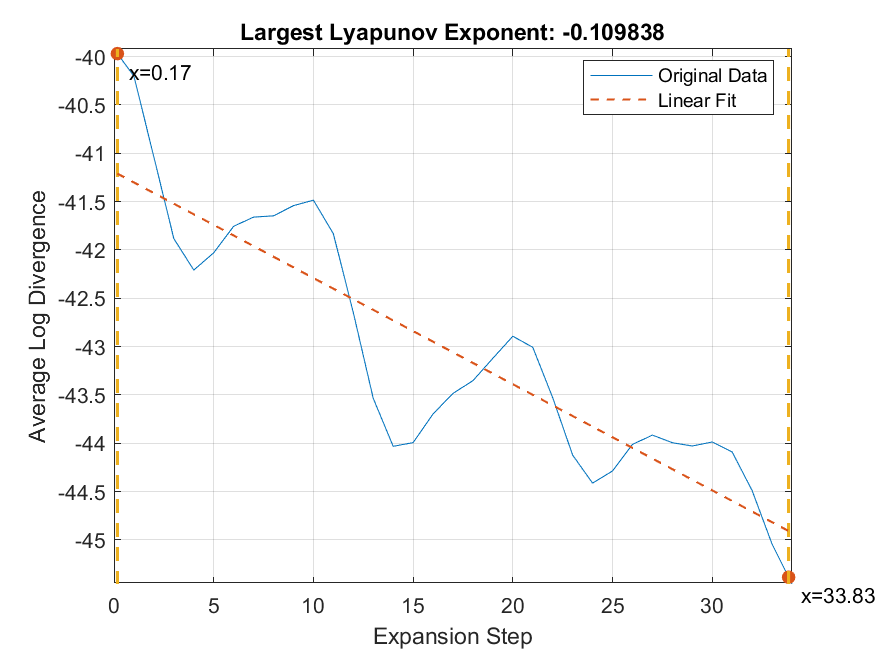 Largest Lyapunov Exponent: -0.109838
-40
x=0.17
Original Data
Linear Fit
-40.5
-41
-41.5
-42
-42.5
-43
-43.5
-44
-44.5
-45
Average Log Divergence
x=33.83
0 5 10 15 20 25 30
Expansion Step